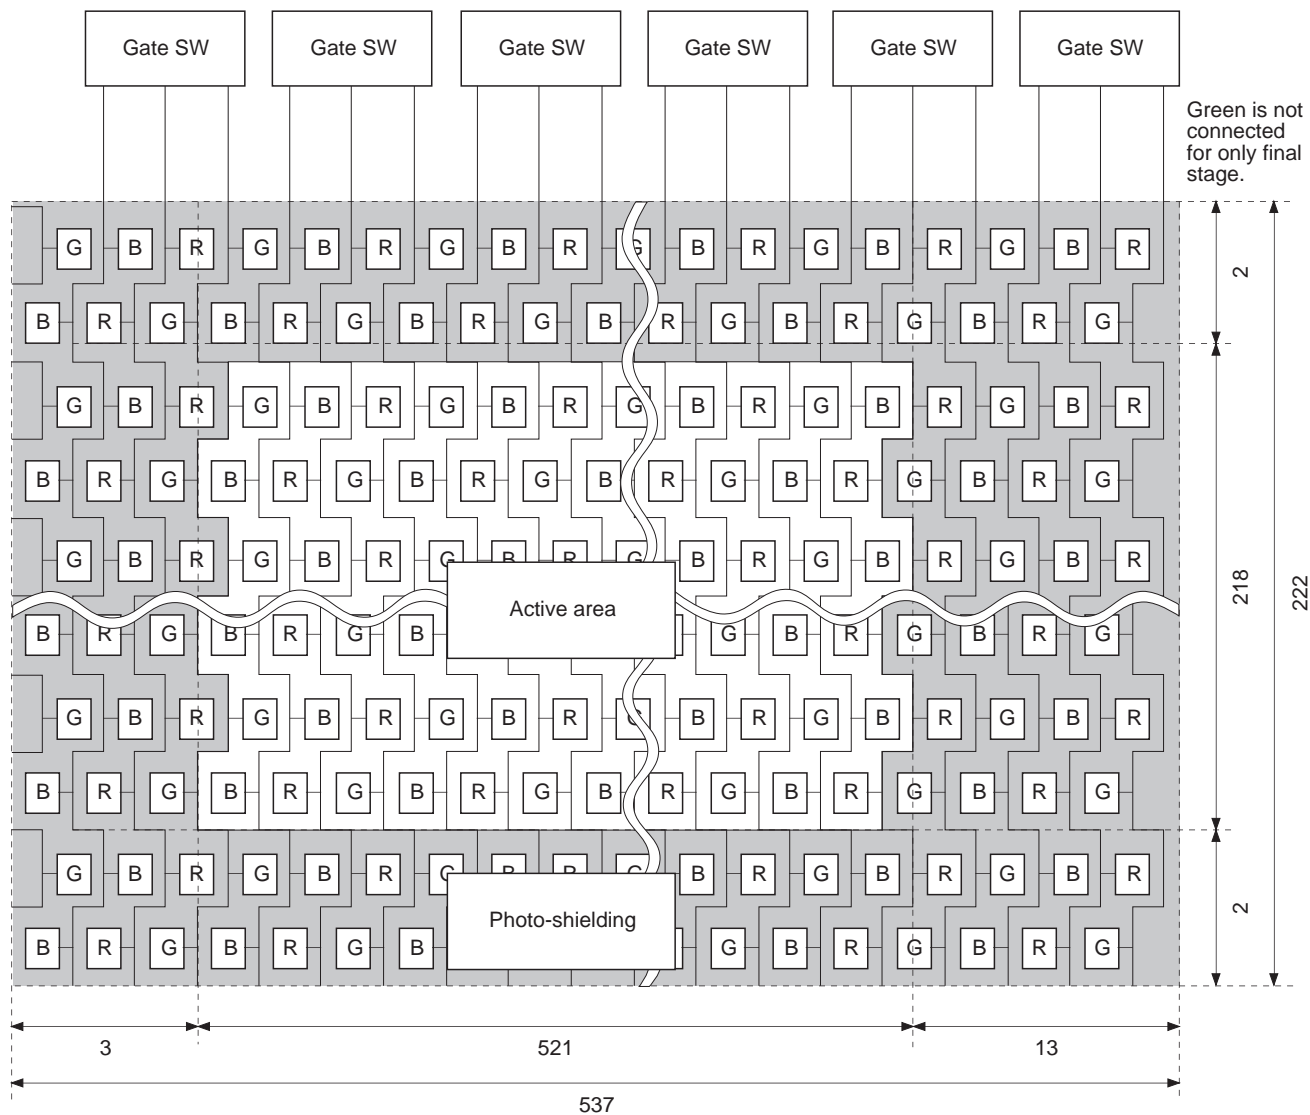 Gate SW Gate SW Gate SW Gate SW Gate SW Gate SW
Green is not
connected
for only final
stage.
G B R G B R G B R G B R G B R G B R
2
B R G B R G B R G B R G B R G B R G
G B R G B R G B R G B R G B R G B R
B R G B R G B R G B R G B R G B R G
G B R G B R G B R G B R G B R G B R
218
222
Active area
B R G B R G B G B R G B R G
G B R G B R G B R G B R G B R G B R
B R G B R G B R G B R G B R G B R G
G B R G B R G B R G B R G B R G B R
2
Photo-shielding
B R G B R G B G B R G B R G
3 521 13
537